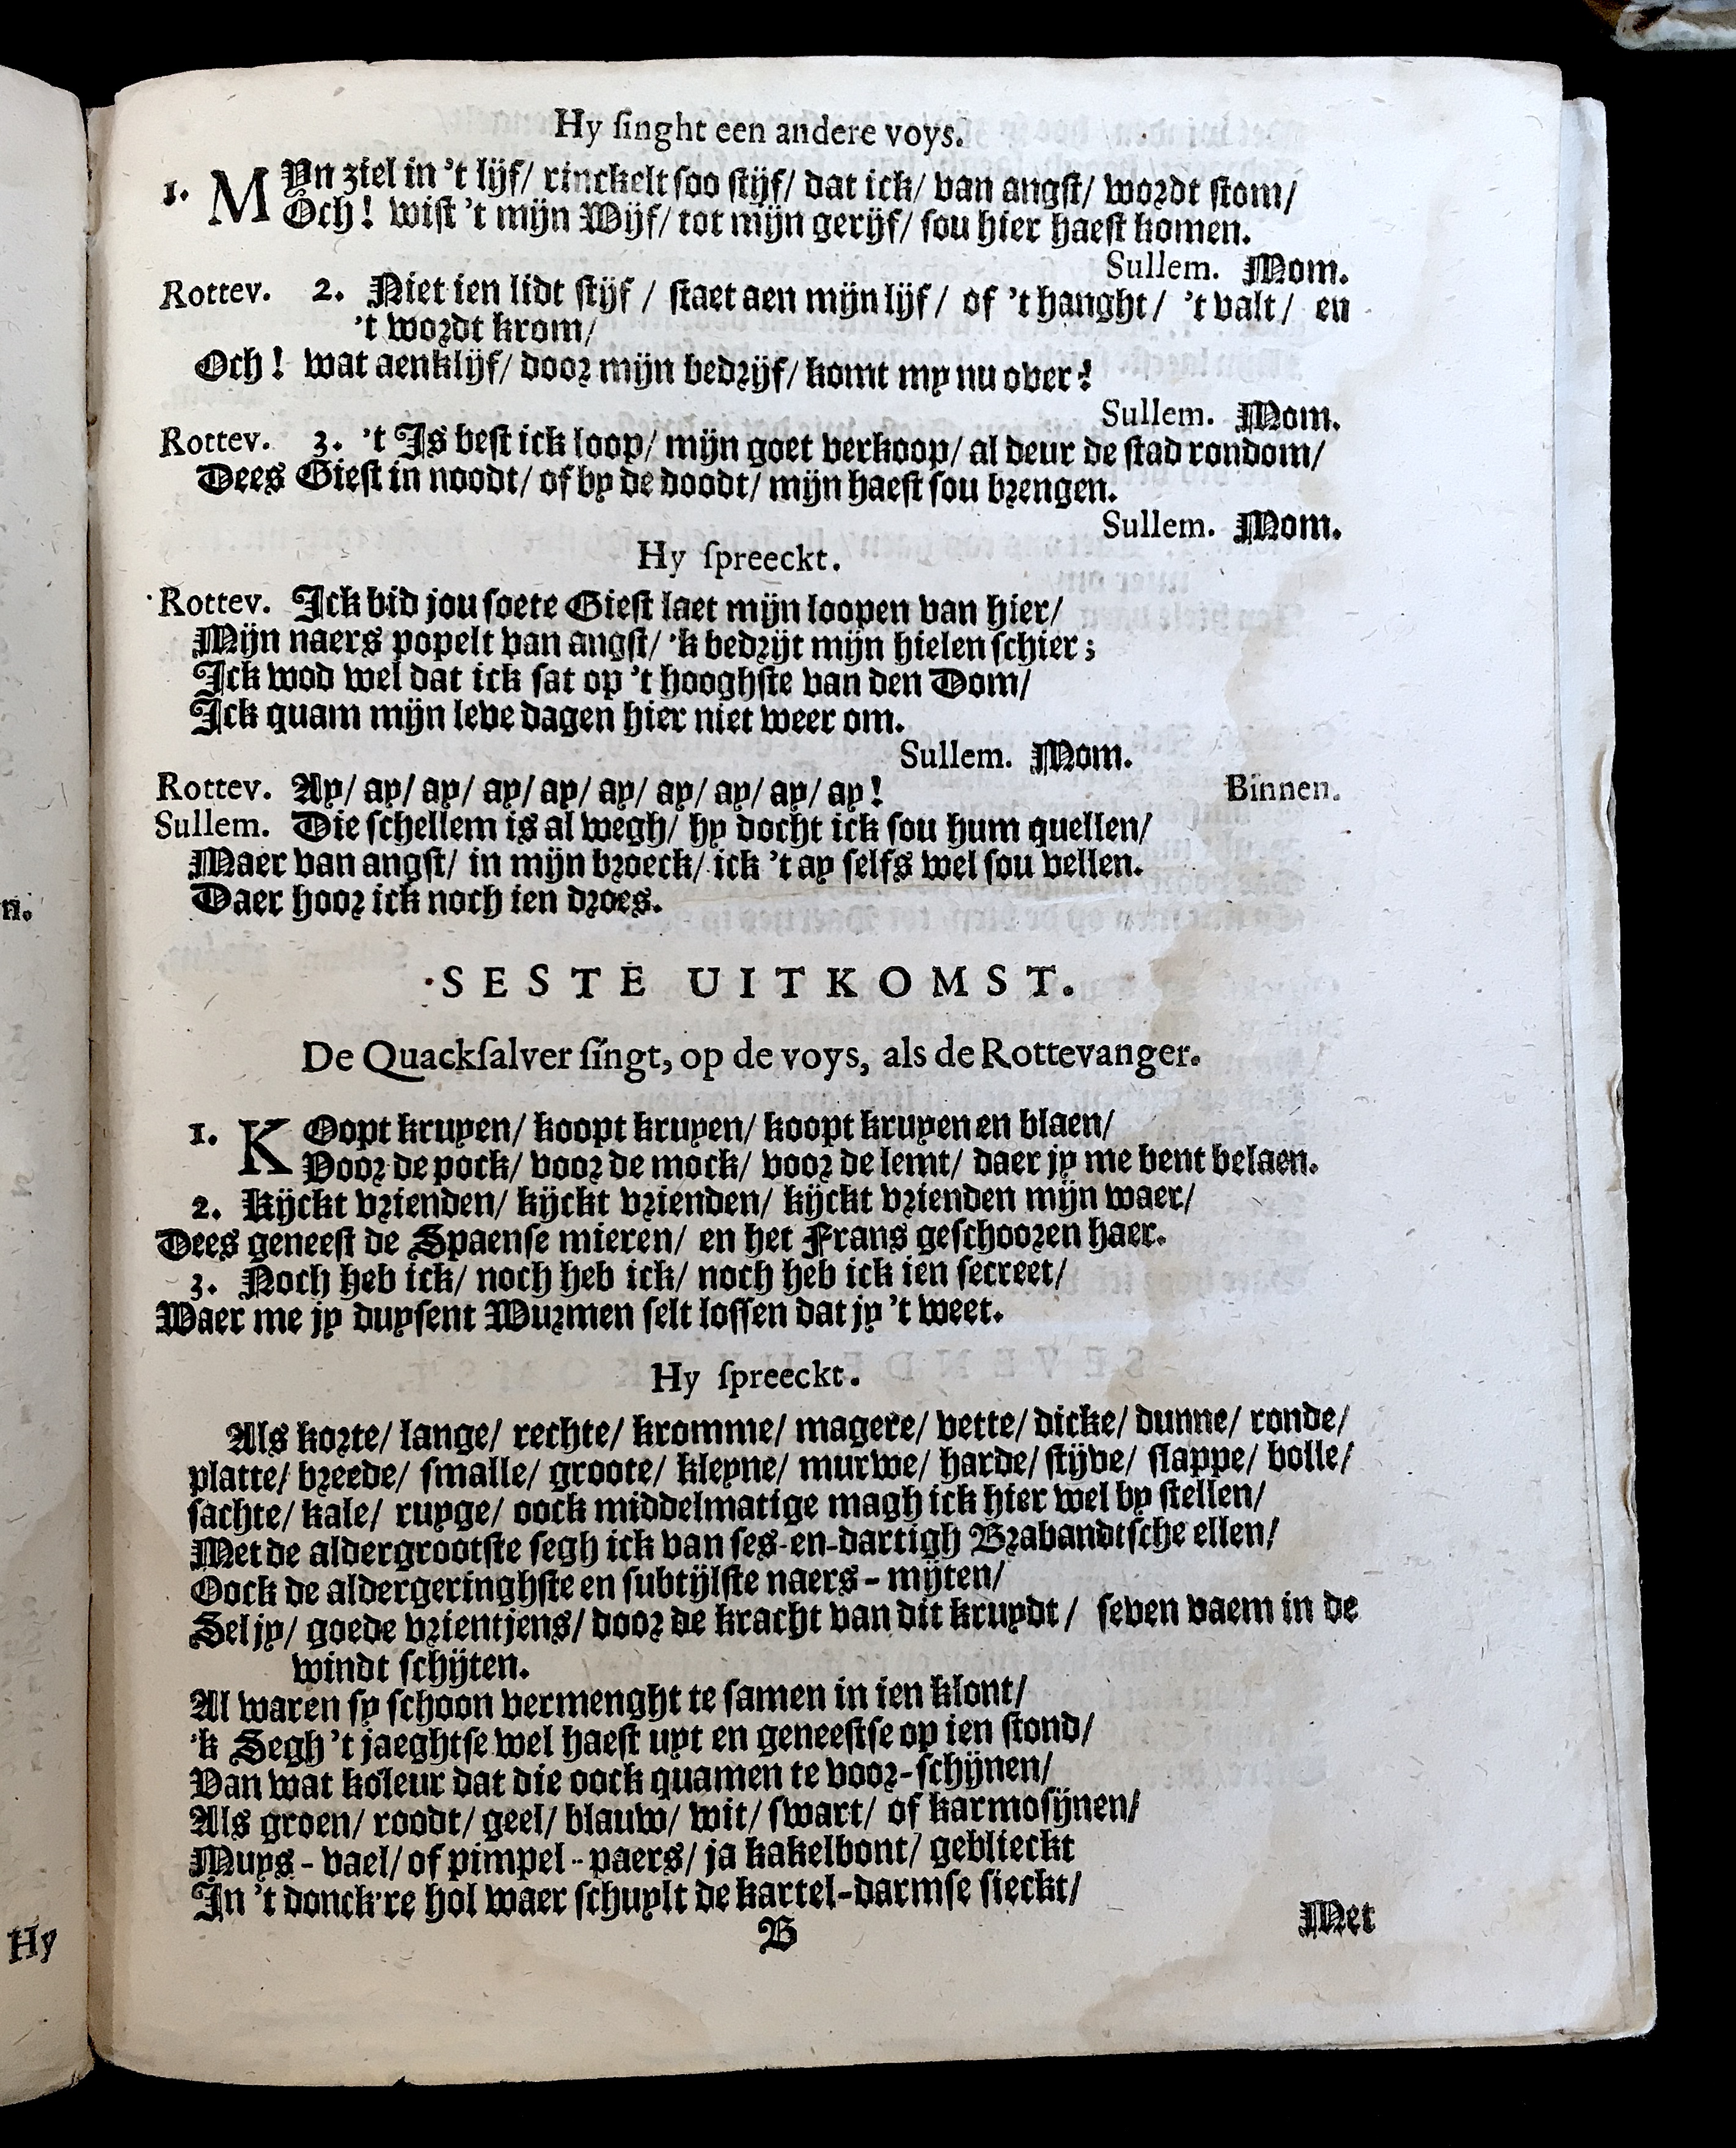 Hy ſinght een andere voys.
1. MYn ziel in 't lijf/ rinckelt ſoo ſtijf/ dat ick/ van angſt/ wordt ſtom/
Och! wiſt 't mijn Wijf/ tot mijn gerijf/ ſou hier haeſt komen.
Sullem. Mom.
Rottev. 2. Niet ien lidt ſtijf / ſtaet aen mijn lijf / of 't hanght / 't valt / en
't wordt krom/
Och! wat aenklijf/ door mijn bedrijf/ komt my nu over!
Sullem. Mom.
Rottev. 3. 't Is beſt ick loop/ mijn goet verkoop/ al deur de ſtad rondom/
Dees Gieſt in noodt/ of by de doodt/ mijn haeſt ſou brengen.
Sullem. Mom.
Hy ſpreeckt.
Rottev. Ick bid jou ſoete Gieſt laet mijn loopen van hier/
Mijn naers popelt van angſt/ 'k bedrijt mijn hielen ſchier;
Ick wod wel dat ick ſat op 't hooghſte van den Dom/
Ick quam mijn leve dagen hier niet weer om.
Sullem. Mom.
Rottev. Ay/ ay/ ay/ ay/ ay/ ay/ ay/ ay/ ay/ ay! Binnen.
Sullem. Die ſchellem is al wegh/ hy docht ick ſou hum quellen/
Maer van angſt/ in mijn broeck/ ick 't ay ſelfs wel ſou vellen.
Daer hoor ick noch ien droes.
SESTE UITKOMST.
De Quackſalver ſingt, op de voys, als de Rottevanger.
1. KOopt kruyen/ koopt kruyen/ koopt kruyen en blaen/
Voor de pock/ voor de mock/ voor de lemt/ daer jy me bent belaen.
2. Kijckt vrienden/ kijckt vrienden/ kijckt vrienden mijn waer/
Dees geneeſt de Spaenſe mieren/ en het Frans geſchooren haer.
3. Noch heb ick/ noch heb ick/ noch heb ick ien ſecreet/
Waer me jy duyſent Wurmen ſelt loſſen dat jy 't weet.
Hy ſpreeckt.
Als korte/ lange/ rechte/ kromme/ magere/ vette/ dicke/ dunne/ ronde/
platte/ breede/ ſmalle/ groote/ kleyne/ murwe/ harde/ ſtijve/ ſlappe/ bolle/
ſachte/ kale/ ruyge/ oock middelmatige magh ick hier wel by ſtellen/
Met de aldergrootſte ſegh ick van ſes-en-dartigh Brabandtſche ellen/
Oock de aldergeringhſte en ſubtijlſte naers-mijten/
Sel jy/ goede vrientjens/ door de kracht van dit kruydt / ſeven vaem in de
windt ſchijten.
Al waren ſy ſchoon vermenght te ſamen in ien klont/
'k Segh 't jaeghtſe wel haeſt uyt en geneeſtſe op ien ſtond/
Van wat koleur dat die oock quamen te voor-ſchijnen/
Als groen/ roodt/ geel/ blauw/ wit/ ſwart/ of karmoſijnen/
Muys-vael/ of pimpel-paers/ ja kakelbont/ geblieckt
In 't donck're hol waer ſchuylt de kartel-darmſe ſieckt/
B Met
n.
Hy